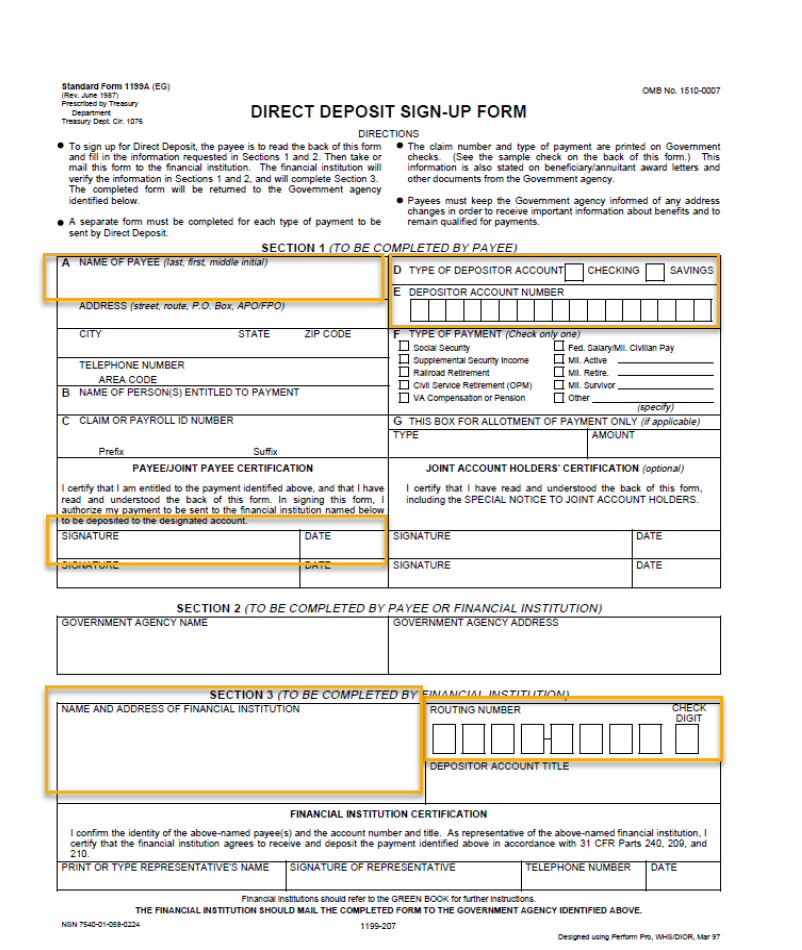 Standard Form 1199A (EG)
(Rev. June 1987)
Prescribed by Treasury
Department
Treasury Dept. Cir. 1076
OMB No. 1510-0007
DIRECT DEPOSIT SIGN-UP FORM
DIRECTIONS
● To sign up for Direct Deposit, the payee is to read the back of this form
and fill in the information requested in Sections 1 and 2. Then take or
mail this form to the financial institution. The financial institution will
verify the information in Sections 1 and 2, and will complete Section 3.
The completed form will be returned to the Government agency
identified below.
● A separate form must be completed for each type of payment to be
sent by Direct Deposit.
● The claim number and type of payment are printed on Government
checks. (See the sample check on the back of this form.) This
information is also stated on beneficiary/annuitant award letters and
other documents from the Government agency.
● Payees must keep the Government agency informed of any address
changes in order to receive important information about benefits and to
remain qualified for payments.
SECTION 1 (TO BE COMPLETED BY PAYEE)
A NAME OF PAYEE (last, first, middle initial)
ADDRESS (street, route, P.O. Box, APO/FPO)
CITY STATE ZIP CODE
TELEPHONE NUMBER
AREA CODE
B NAME OF PERSON(S) ENTITLED TO PAYMENT
C CLAIM OR PAYROLL ID NUMBER
Prefix Suffix
D TYPE OF DEPOSITOR ACCOUNT CHECKING SAVINGS
E DEPOSITOR ACCOUNT NUMBER
F TYPE OF PAYMENT (Check only one)
Social Security Fed. Salary/Mil. Civilian Pay
Supplemental Security Income Mil. Active
Railroad Retirement Mil. Retire.
Civil Service Retirement (OPM) Mil. Survivor
VA Compensation or Pension Other
(specify)
G THIS BOX FOR ALLOTMENT OF PAYMENT ONLY (if applicable)
TYPE AMOUNT
PAYEE/JOINT PAYEE CERTIFICATION
I certify that I am entitled to the payment identified above, and that I have
read and understood the back of this form. In signing this form, I
authorize my payment to be sent to the financial institution named below
to be deposited to the designated account.
SIGNATURE DATE
SIGNATURE DATE
JOINT ACCOUNT HOLDERS' CERTIFICATION (optional)
I certify that I have read and understood the back of this form,
including the SPECIAL NOTICE TO JOINT ACCOUNT HOLDERS.
SIGNATURE DATE
SIGNATURE DATE
SECTION 2 (TO BE COMPLETED BY PAYEE OR FINANCIAL INSTITUTION)
GOVERNMENT AGENCY NAME
GOVERNMENT AGENCY ADDRESS
SECTION 3 (TO BE COMPLETED BY FINANCIAL INSTITUTION)
NAME AND ADDRESS OF FINANCIAL INSTITUTION
ROUTING NUMBER
CHECK
DIGIT
DEPOSITOR ACCOUNT TITLE
FINANCIAL INSTITUTION CERTIFICATION
I confirm the identity of the above-named payee(s) and the account number and title. As representative of the above-named financial institution, I
certify that the financial institution agrees to receive and deposit the payment identified above in accordance with 31 CFR Parts 240, 209, and
210.
PRINT OR TYPE REPRESENTATIVE'S NAME SIGNATURE OF REPRESENTATIVE TELEPHONE NUMBER DATE
Financial institutions should refer to the GREEN BOOK for further instructions.
THE FINANCIAL INSTITUTION SHOULD MAIL THE COMPLETED FORM TO THE GOVERNMENT AGENCY IDENTIFIED ABOVE.
NSN 7540-01-058-0224
1199-207
Designed using Perform Pro, WHS/DIOR, Mar 97